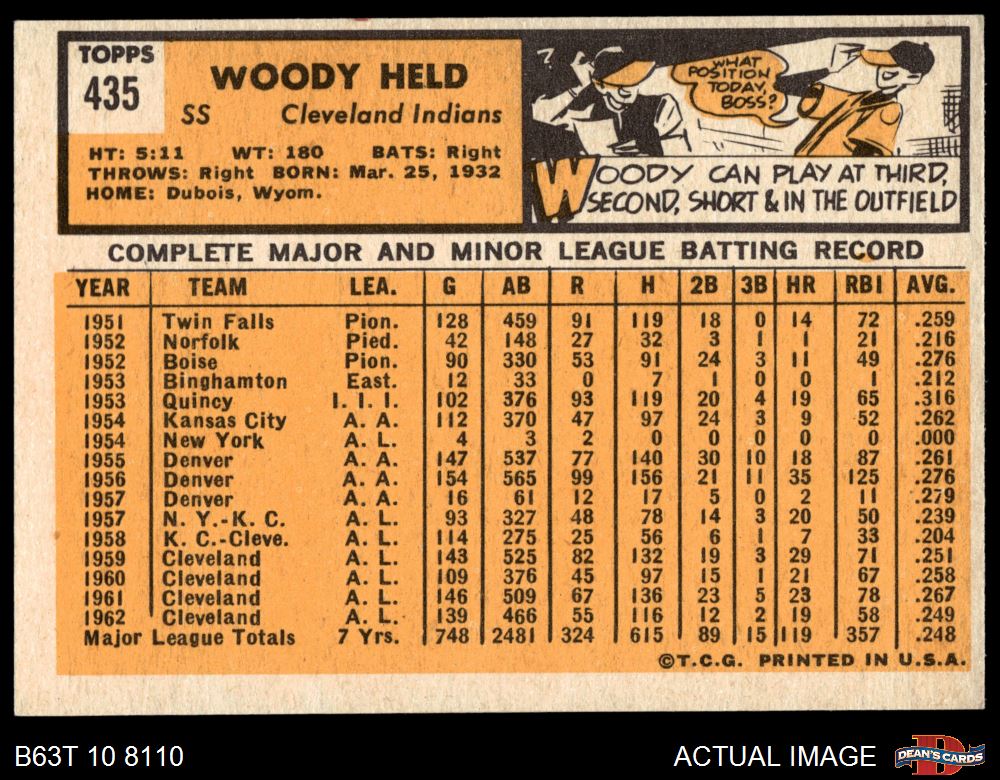 TOPPS
435
WOODY HELD
SS Cleveland Indians
HT: 5:11 WT: 180 BATS: Right
THROWS: Right BORN: Mar. 25, 1932
HOME: Dubois, Wyom.
?
WHAT
POSITION
TODAY,
BOSS?
WOODY CAN PLAY AT THIRD,
SECOND, SHORT & IN THE OUTFIELD
COMPLETE MAJOR AND MINOR LEAGUE BATTING RECORD
YEAR TEAM LEA. G AB R H 2B 3B HR RBI AVG.
1951 Twin Falls Pion. 128 459 91 119 18 0 14 72 .259
1952 Norfolk Pied. 42 148 27 32 3 1 1 21 .216
1952 Boise Pion. 90 330 53 91 24 3 11 49 .276
1953 Binghamton East. 12 33 0 7 1 0 0 1 .212
1953 Quincy I. I. I. 102 376 93 119 20 4 19 65 .316
1954 Kansas City A. A. 112 370 47 97 24 3 9 52 .262
1954 New York A. L. 4 3 2 0 0 0 0 0 .000
1955 Denver A. A. 147 537 77 140 30 10 18 87 .261
1956 Denver A. A. 154 565 99 156 21 11 35 125 .276
1957 Denver A. A. 16 61 12 17 5 0 2 11 .279
1957 N. Y.-K. C. A. L. 93 327 48 78 14 3 20 50 .239
1958 K. C.-Cleve. A. L. 114 275 25 56 6 1 7 33 .204
1959 Cleveland A. L. 143 525 82 132 19 3 29 71 .251
1960 Cleveland A. L. 109 376 45 97 15 1 21 67 .258
1961 Cleveland A. L. 146 509 67 136 23 5 23 78 .267
1962 Cleveland A. L. 139 466 55 116 12 2 19 58 .249
Major League Totals 7 Yrs. 748 2481 324 615 89 15 119 357 .248
©T.C.G. PRINTED IN U.S.A.
B63T 10 8110
ACTUAL IMAGE
D
DEAN'S CARDS